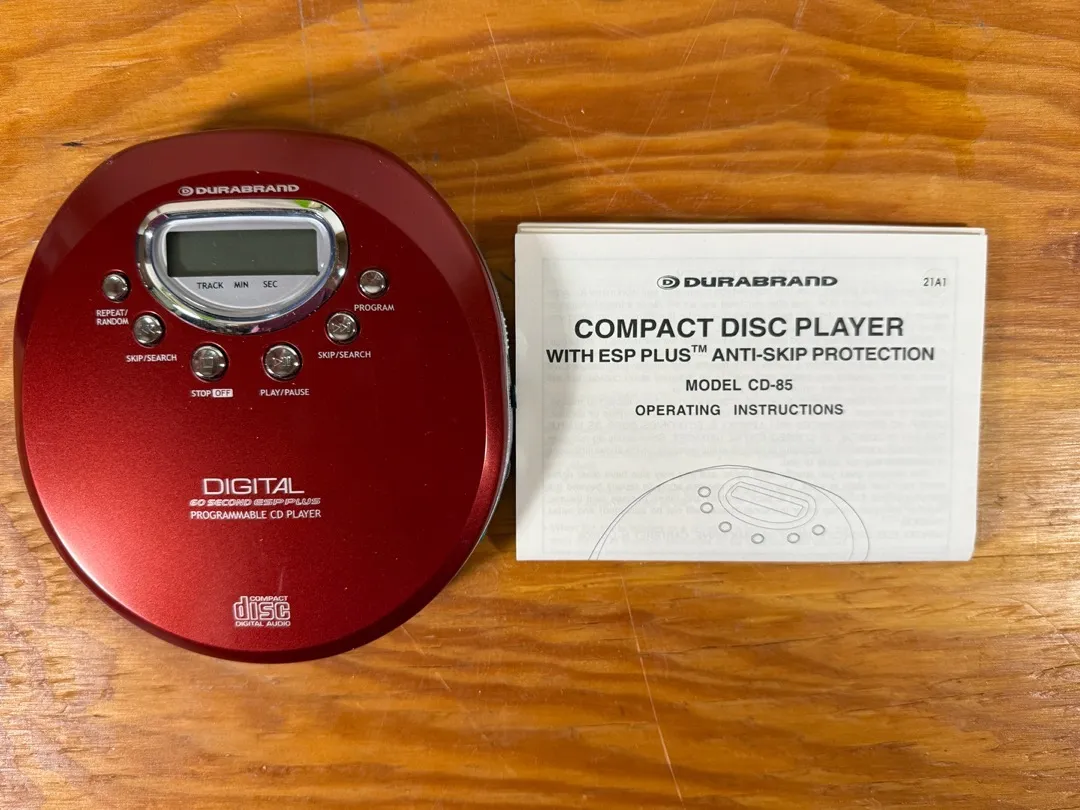 DURABRAND
TRACK MIN SEC
REPEAT/
RANDOM
PROGRAM
SKIP/SEARCH
SKIP/SEARCH
STOP OFF
PLAY/PAUSE
DIGITAL
60 SECOND ESP PLUS
PROGRAMMABLE CD PLAYER
COMPACT
disc
DIGITAL AUDIO
DURABRAND
21A1
COMPACT DISC PLAYER
WITH ESP PLUS™ ANTI-SKIP PROTECTION
MODEL CD-85
OPERATING INSTRUCTIONS